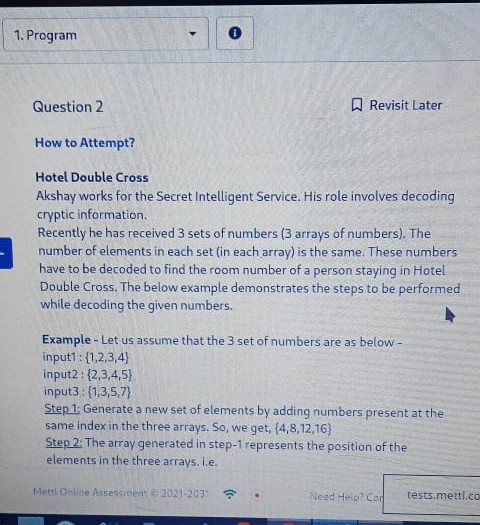 1. Program
Question 2
Revisit Later
How to Attempt?
Hotel Double Cross
Akshay works for the Secret Intelligent Service. His role involves decoding
cryptic information.
Recently he has received 3 sets of numbers (3 arrays of numbers). The
number of elements in each set (in each array) is the same. These numbers
have to be decoded to find the room number of a person staying in Hotel
Double Cross. The below example demonstrates the steps to be performed
while decoding the given numbers.
Example - Let us assume that the 3 set of numbers are as below -
input1 : {1,2,3,4}
input2 : {2,3,4,5}
input3 : {1,3,5,7}
Step 1: Generate a new set of elements by adding numbers present at the
same index in the three arrays. So, we get, {4,8,12,16}
Step 2: The array generated in step-1 represents the position of the
elements in the three arrays. i.e.
Mettl Online Assessment © 2021-2031
Need Help? Con
tests.mettl.co